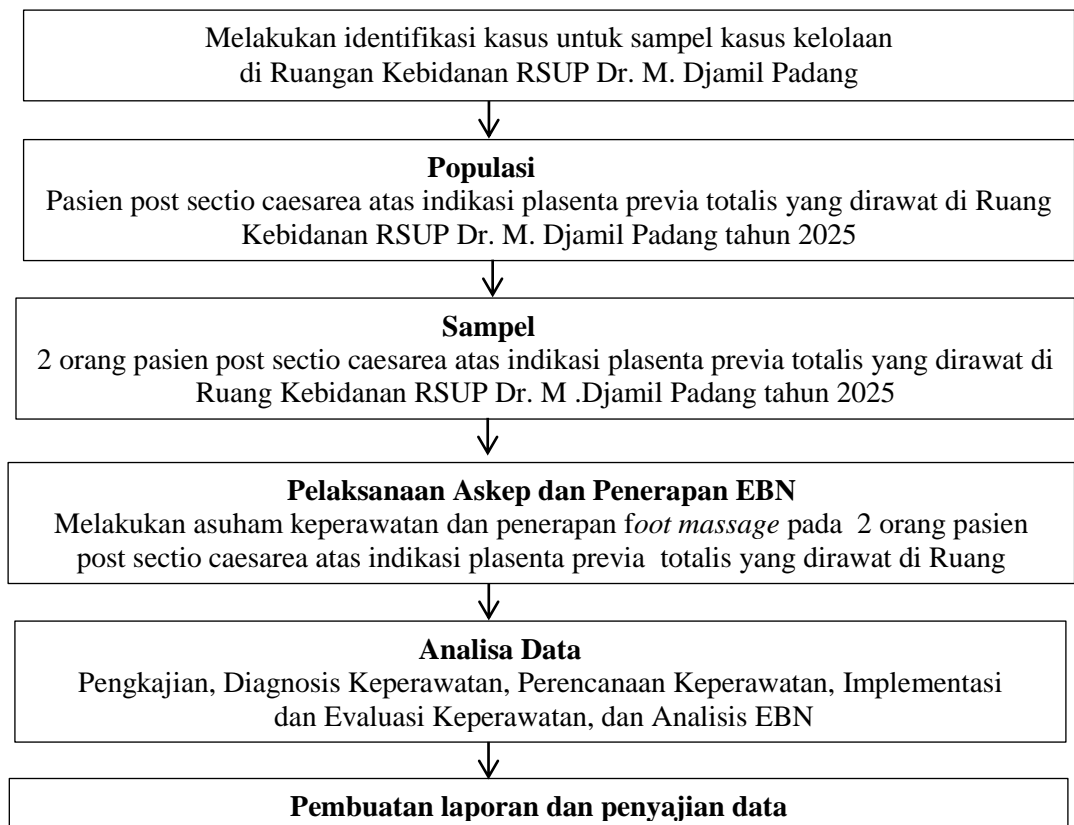 Melakukan identifikasi kasus untuk sampel kasus kelolaan
di Ruangan Kebidanan RSUP Dr. M. Djamil Padang
Populasi
Pasien post sectio caesarea atas indikasi plasenta previa totalis yang dirawat di Ruang
Kebidanan RSUP Dr. M. Djamil Padang tahun 2025
Sampel
2 orang pasien post sectio caesarea atas indikasi plasenta previa totalis yang dirawat di
Ruang Kebidanan RSUP Dr. M .Djamil Padang tahun 2025
Pelaksanaan Askep dan Penerapan EBN
Melakukan asuham keperawatan dan penerapan foot massage pada 2 orang pasien
post sectio caesarea atas indikasi plasenta previa totalis yang dirawat di Ruang
Analisa Data
Pengkajian, Diagnosis Keperawatan, Perencanaan Keperawatan, Implementasi
dan Evaluasi Keperawatan, dan Analisis EBN
Pembuatan laporan dan penyajian data